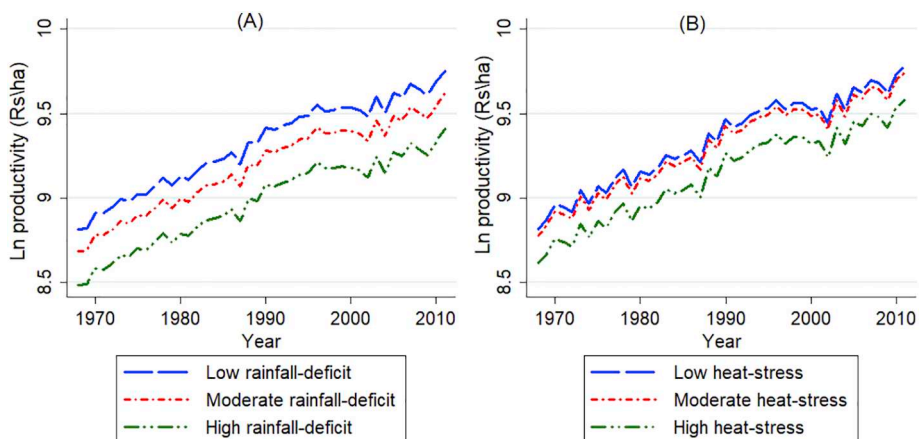 (A)
Ln productivity (Rs\ha)
10
9.5
9
8.5
1970 1980 1990 2000 2010
Year
Low rainfall-deficit
Moderate rainfall-deficit
High rainfall-deficit
(B)
Ln productivity (Rs\ha)
10
9.5
9
8.5
1970 1980 1990 2000 2010
Year
Low heat-stress
Moderate heat-stress
High heat-stress